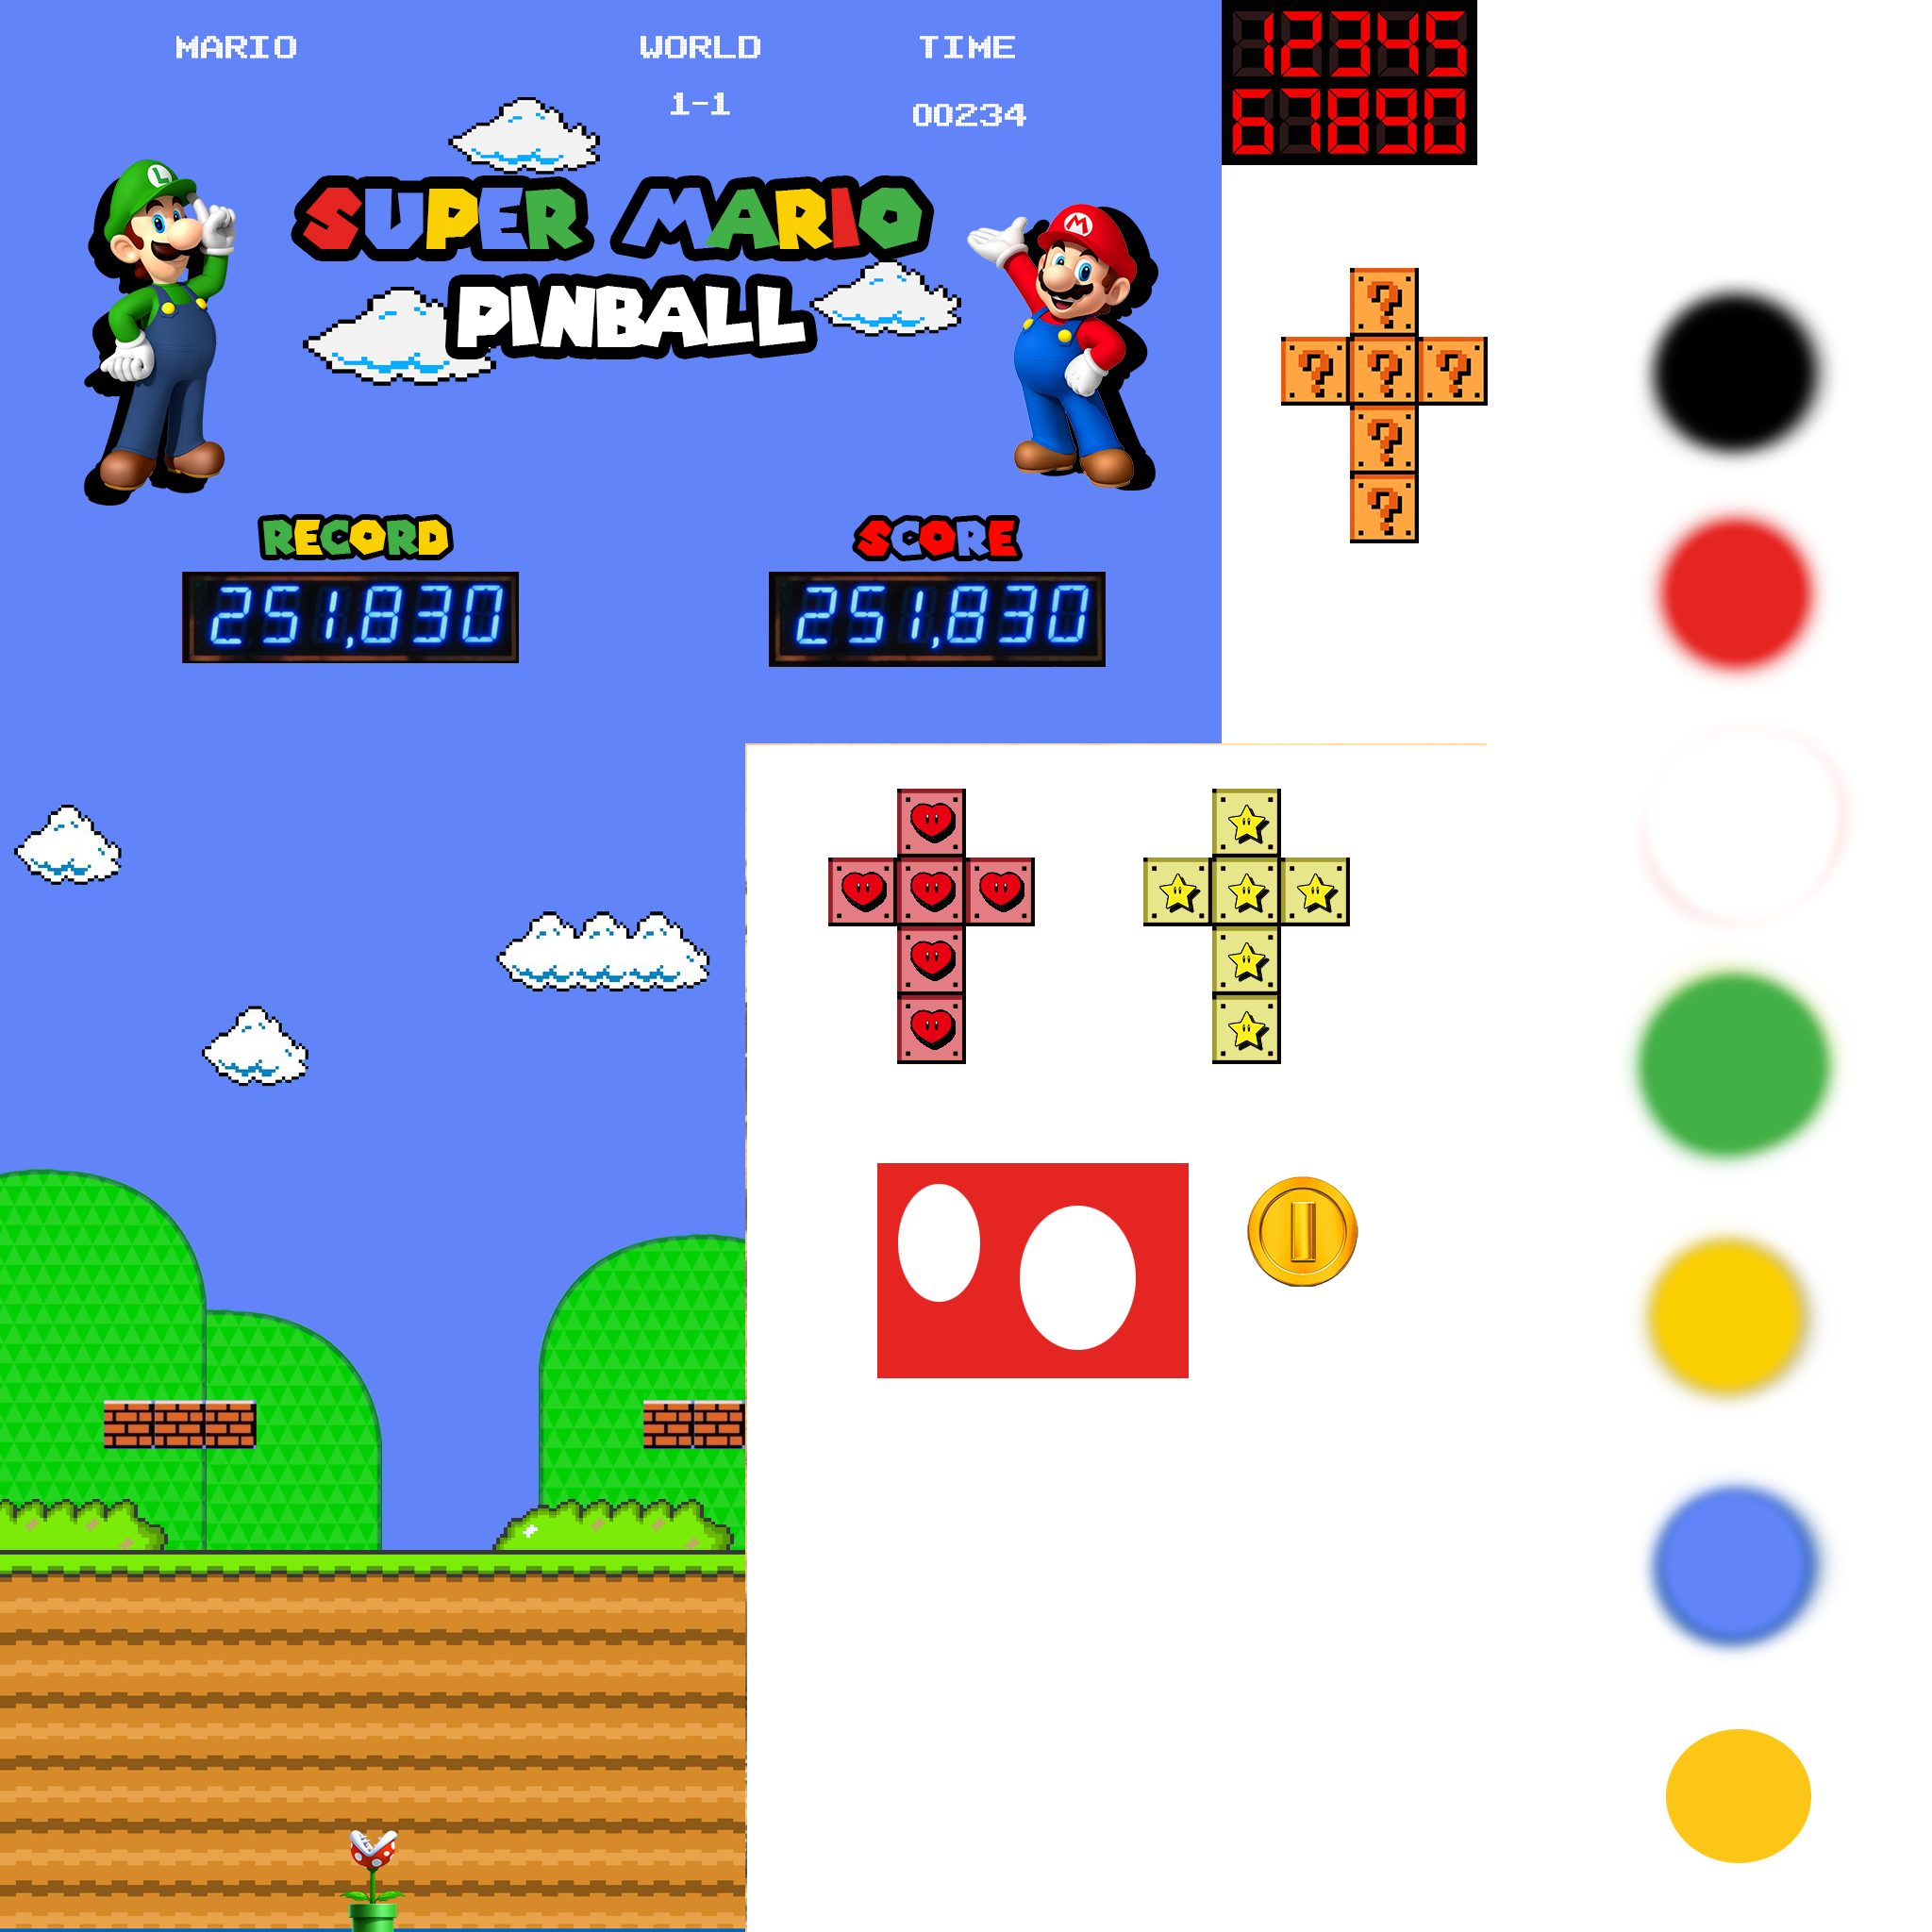 MARIO WORLD TIME
1-1 00234
12345
67890
L
SUPER MARIO
M
PINBALL
?
? ? ?
?
?
RECORD SCORE
251,830 251,830